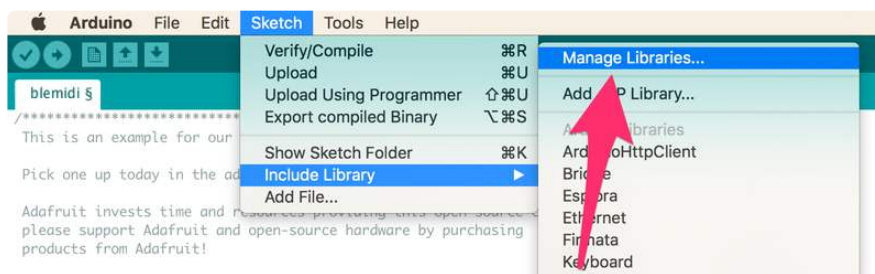 Arduino File Edit Sketch Tools Help
blemidi §
/***************************
This is an example for our
Pick one up today in the ad
Adafruit invests time and resources providing this open source
please support Adafruit and open-source hardware by purchasing
products from Adafruit!
Verify/Compile ⌘R
Upload ⌘U
Upload Using Programmer ⇧⌘U
Export compiled Binary ⌥⌘S
Show Sketch Folder ⌘K
Include Library ▶
Add File...
Manage Libraries...
Add Library...
Libraries
Bridge
Esplora
Ethernet
Firmata
Keyboard